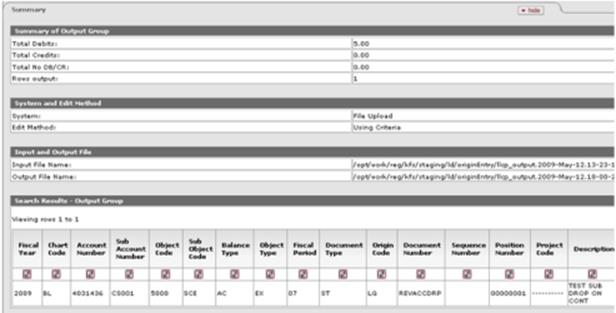 Summary
hide
Summary of Output Group
Total Debits: 5.00
Total Credits: 0.00
Total No DB/CR: 0.00
Rows output: 1
System and Edit Method
System: File Upload
Edit Method: Using Criteria
Input and Output File
Input File Name: /opt/work/reg/kfs/staging/ld/originEntry/llcp_output.2009-May-12.13-23-1
Output File Name: /opt/work/reg/kfs/staging/ld/originEntry/llcp_output.2009-May-12.18-00-2
Search Results - Output Group
Viewing rows 1 to 1
Fiscal Year Chart Code Account Number Sub Account Number Object Code Sub Object Code Balance Type Object Type Fiscal Period Document Type Origin Code Document Number Sequence Number Position Number Project Code Description
2009 BL 4031436 CS001 5000 SCE AC EX 07 ST LG REVACCDRP 00000001 ---------- TEST SUB
DROP ON
CONT